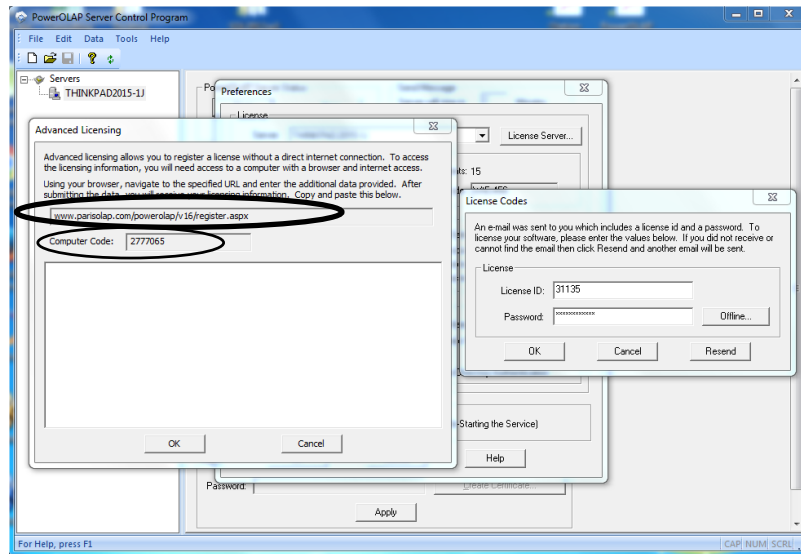 PowerOLAP Server Control Program
File Edit Data Tools Help
Servers
THINKPAD2015-1J
Po
Preferences
License
License Server...
ts: 15
Advanced Licensing
Advanced licensing allows you to register a license without a direct internet connection. To access
the licensing information, you will need access to a computer with a browser and internet access.
Using your browser, navigate to the specified URL and enter the additional data provided. After
submitting the data, you will receive your licensing information. Copy and paste this below.
www.parisolap.com/powerolap/v16/register.aspx
Computer Code: 2777065
OK Cancel
License Codes
An e-mail was sent to you which includes a license id and a password. To
license your software, please enter the values below. If you did not receive or
cannot find the email then click Resend and another email will be sent.
License
License ID: 31135
Password: ************
Offline...
OK Cancel Resend
-Starting the Service)
Help
Password:
Create Certificate...
Apply
For Help, press F1
CAP NUM SCRL